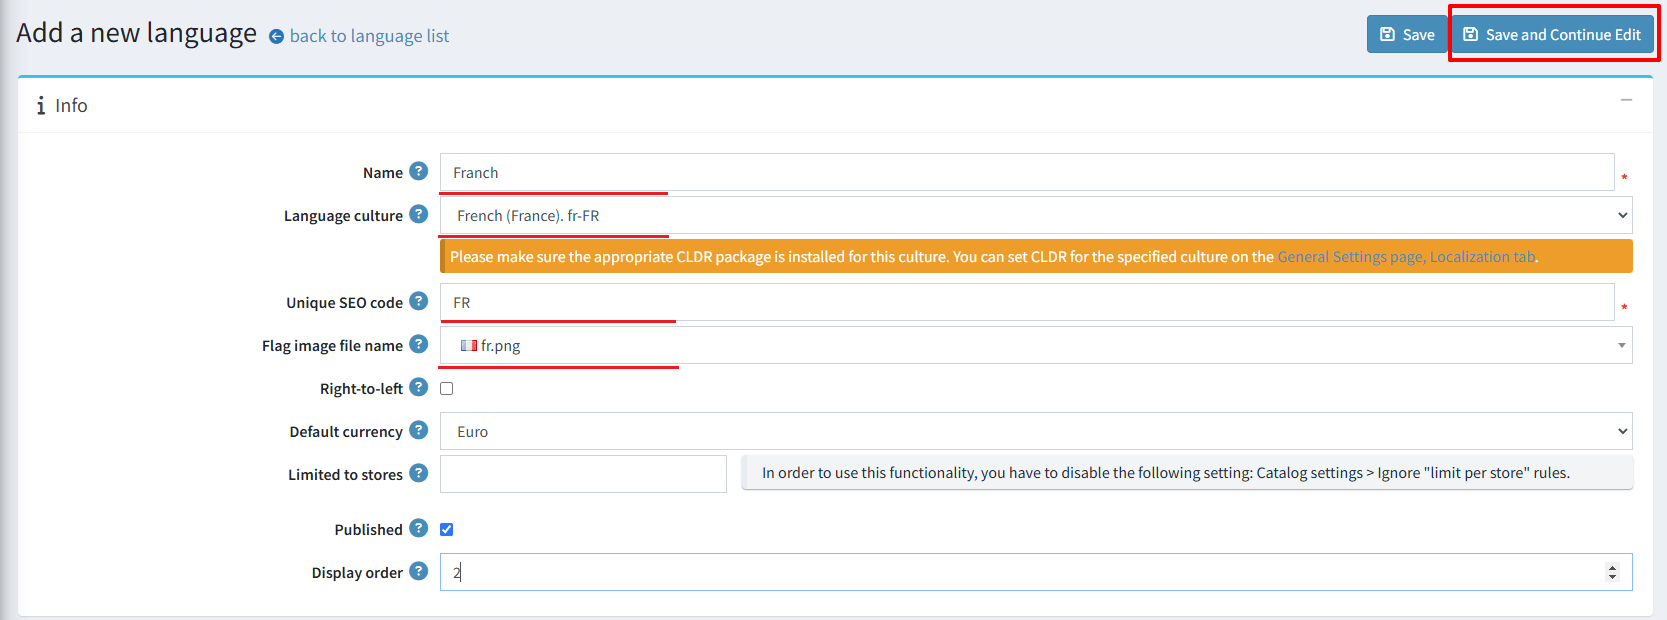 Add a new language back to language list Save Save and Continue Edit
i Info
Name ? Franch *
Language culture ? French (France). fr-FR
Please make sure the appropriate CLDR package is installed for this culture. You can set CLDR for the specified culture on the General Settings page, Localization tab.
Unique SEO code ? FR *
Flag image file name ? fr.png
Right-to-left ?
Default currency ? Euro
Limited to stores ? In order to use this functionality, you have to disable the following setting: Catalog settings > Ignore "limit per store" rules.
Published ?
Display order ? 2